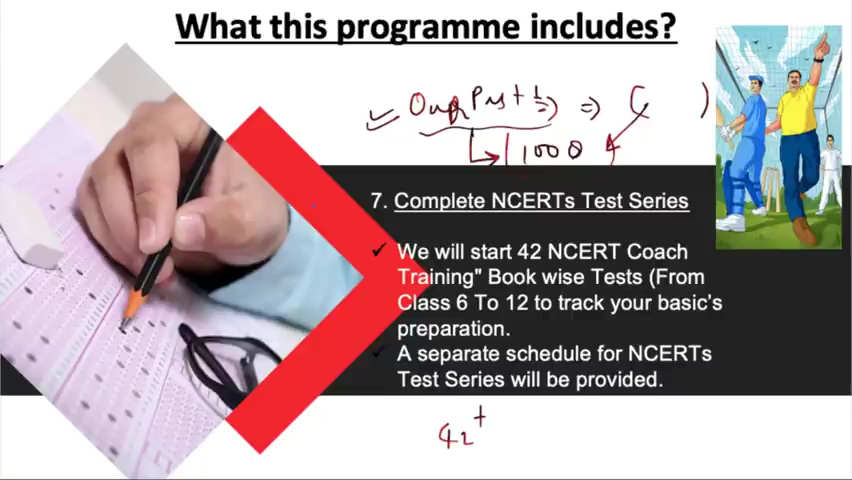 What this programme includes?
Our Past
1000
7. Complete NCERTs Test Series
✓ We will start 42 NCERT Coach
Training" Book wise Tests (From
Class 6 To 12 to track your basic's
preparation.
✓ A separate schedule for NCERTs
Test Series will be provided.
42+